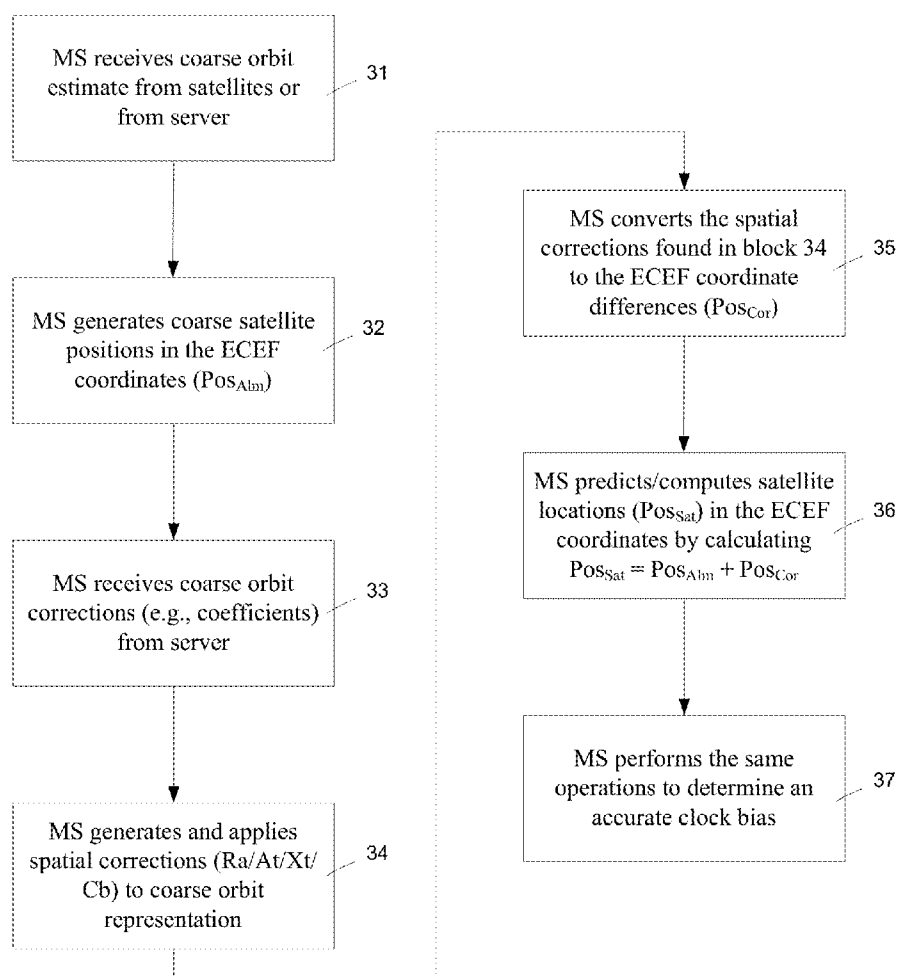 MS receives coarse orbit
estimate from satellites or
from server
31
MS generates coarse satellite
positions in the ECEF
coordinates (PosAlm)
32
MS receives coarse orbit
corrections (e.g., coefficients)
from server
33
MS generates and applies
spatial corrections (Ra/At/Xt/
Cb) to coarse orbit
representation
34
MS converts the spatial
corrections found in block 34
to the ECEF coordinate
differences (PosCor)
35
MS predicts/computes satellite
locations (PosSat) in the ECEF
coordinates by calculating
PosSat = PosAlm + PosCor
36
MS performs the same
operations to determine an
accurate clock bias
37